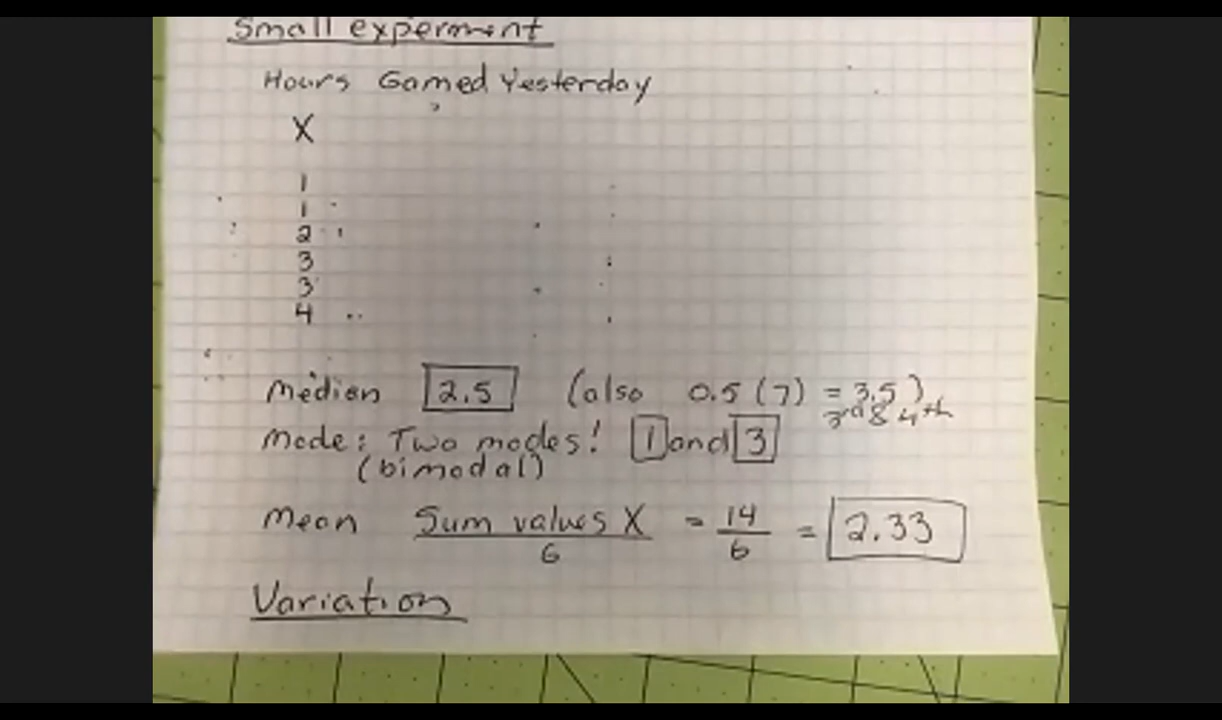 Small experment
Hours Gamed Yesterday
X
1
1
2
3
3
4
Median 2.5 (also 0.5 (7) = 3.5)
3rd & 4th
Mode: Two modes! 1 and 3
(bimodal)
Mean Sum values X = 14 = 2.33
6 6
Variation